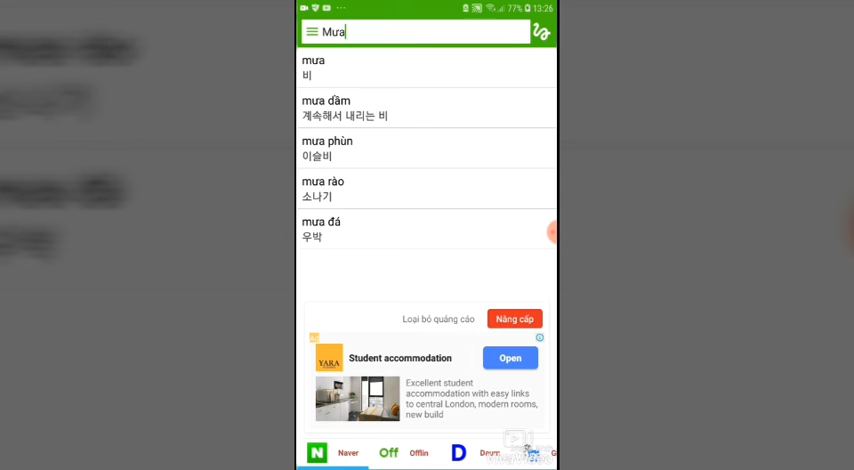 77% 13:26
Mưa
mưa
비
mưa dầm
계속해서 내리는 비
mưa phùn
이슬비
mưa rào
소나기
mưa đá
우박
Loại bỏ quảng cáo Nâng cấp
Ad
YARA Student accommodation Open
Excellent student
accommodation with easy links
to central London, modern rooms,
new build
N Naver Off Offlin D Daum G